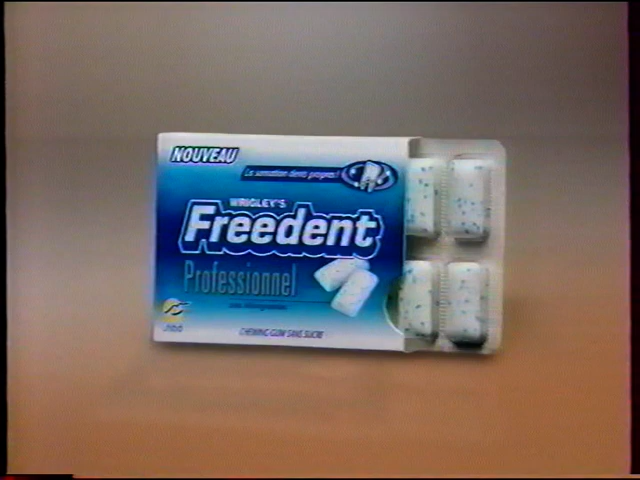 NOUVEAU
La sensation dents propres!
WRIGLEY'S
Freedent
Professionnel
CHEWING-GUM SANS SUCRE